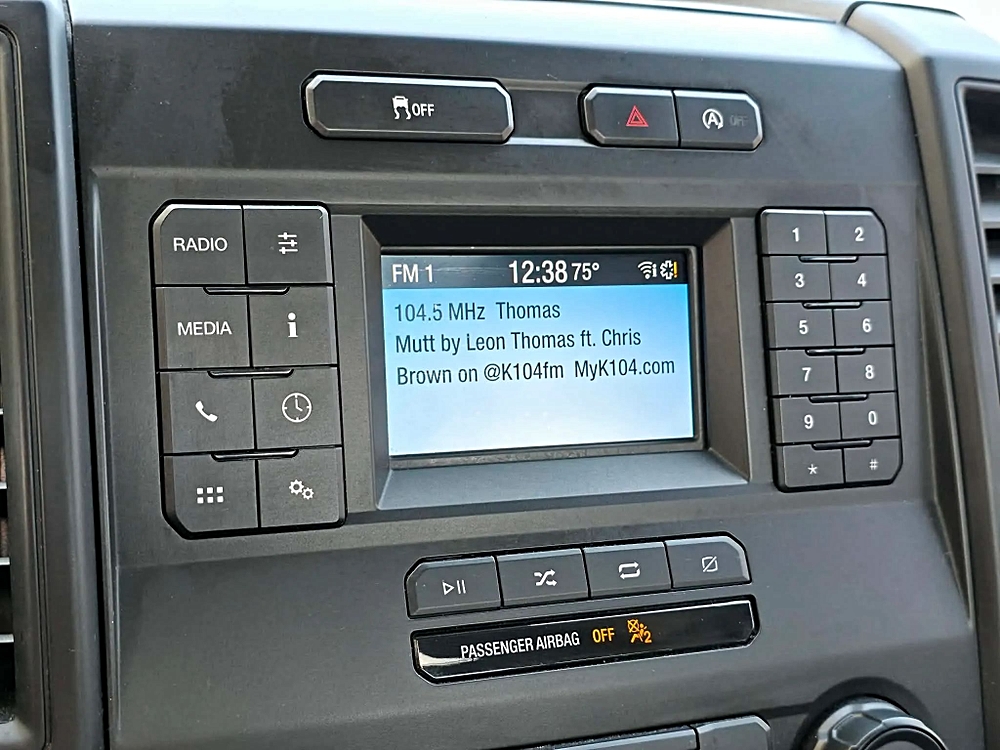 OFF
A OFF
RADIO
MEDIA
i
FM 1 12:38 75°
104.5 MHz Thomas
Mutt by Leon Thomas ft. Chris
Brown on @K104fm MyK104.com
1 2
3 4
5 6
7 8
9 0
* #
PASSENGER AIRBAG OFF 2